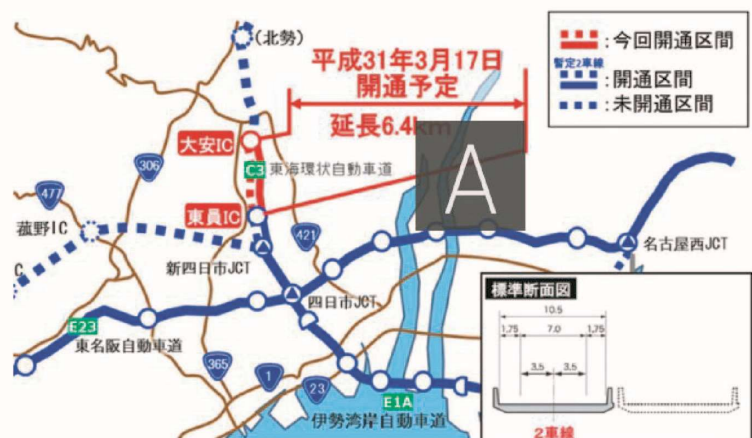 (北勢)
平成31年3月17日
開通予定
延長6.4km
:今回開通区間
暫定2車線
:開通区間
:未開通区間
大安IC
C3
東海環状自動車道
306
477
菰野IC
C
東員IC
421
新四日市JCT
四日市JCT
名古屋西JCT
A
E23
東名阪自動車道
365
1
23
E1A
伊勢湾岸自動車道
標準断面図
10.5
1.75
7.0
1.75
3.5
3.5
2車線